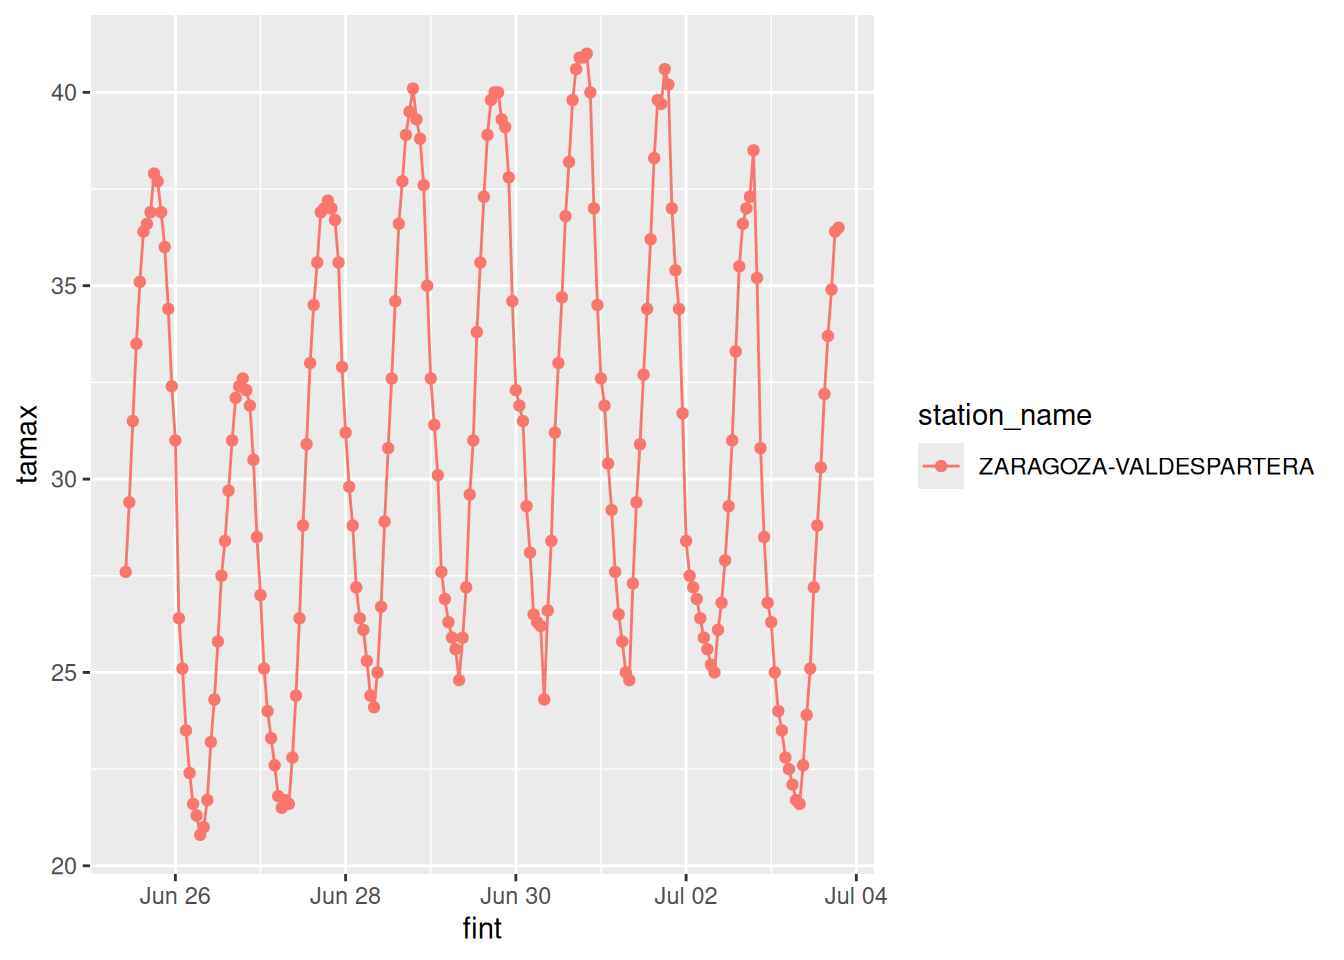 tamax
40
35
30
25
20
Jun 26
Jun 28
Jun 30
Jul 02
Jul 04
fint
station_name
ZARAGOZA-VALDESPARTERA